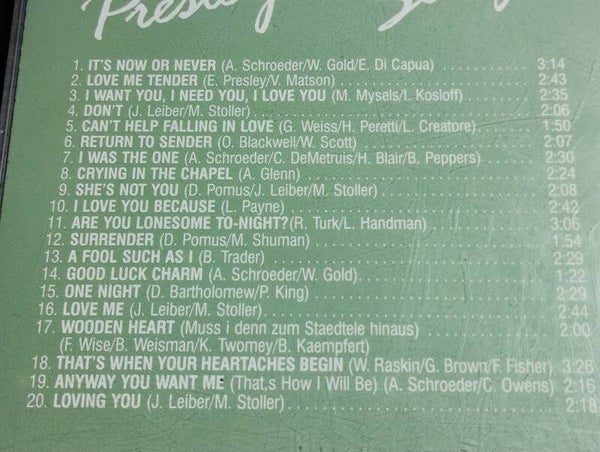 Presley
1. IT'S NOW OR NEVER (A. Schroeder/W. Gold/E. Di Capua) 3:14
2. LOVE ME TENDER (E. Presley/V. Matson) 2:43
3. I WANT YOU, I NEED YOU, I LOVE YOU (M. Mysels/I. Kosloff) 2:35
4. DON'T (J. Leiber/M. Stoller) 2:06
5. CAN'T HELP FALLING IN LOVE (G. Weiss/H. Peretti/L. Creatore) 1:50
6. RETURN TO SENDER (O. Blackwell/W. Scott) 2:07
7. I WAS THE ONE (A. Schroeder/C. DeMetruis/H. Blair/B. Peppers) 2:30
8. CRYING IN THE CHAPEL (A. Glenn) 2:24
9. SHE'S NOT YOU (D. Pomus/J. Leiber/M. Stoller) 2:08
10. I LOVE YOU BECAUSE (L. Payne) 2:42
11. ARE YOU LONESOME TO-NIGHT? (R. Turk/L. Handman) 3:06
12. SURRENDER (D. Pomus/M. Shuman) 1:54
13. A FOOL SUCH AS I (B. Trader) 2:29
14. GOOD LUCK CHARM (A. Schroeder/W. Gold) 1:22
15. ONE NIGHT (D. Bartholomew/P. King) 2:29
16. LOVE ME (J. Leiber/M. Stoller) 2:44
17. WOODEN HEART (Muss i denn zum Staedtele hinaus) 2:00
(F. Wise/B. Weisman/K. Twomey/B. Kaempfert)
18. THAT'S WHEN YOUR HEARTACHES BEGIN (W. Raskin/G. Brown/F. Fisher) 3:26
19. ANYWAY YOU WANT ME (That,s How I Will Be) (A. Schroeder/C. Owens) 2:16
20. LOVING YOU (J. Leiber/M. Stoller) 2:18